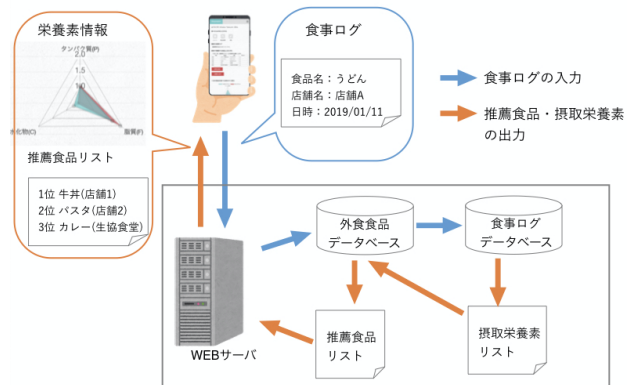 栄養素情報
タンパク質(P)
2.0
1.5
1.0
炭水化物(C)
脂質(F)
推薦食品リスト
1位 牛丼(店舗1)
2位 パスタ(店舗2)
3位 カレー(生協食堂)
食事ログ
食品名：うどん
店舗名：店舗A
日時：2019/01/11
食事ログの入力
推薦食品・摂取栄養素
の出力
外食食品
データベース
食事ログ
データベース
WEBサーバ
推薦食品
リスト
摂取栄養素
リスト